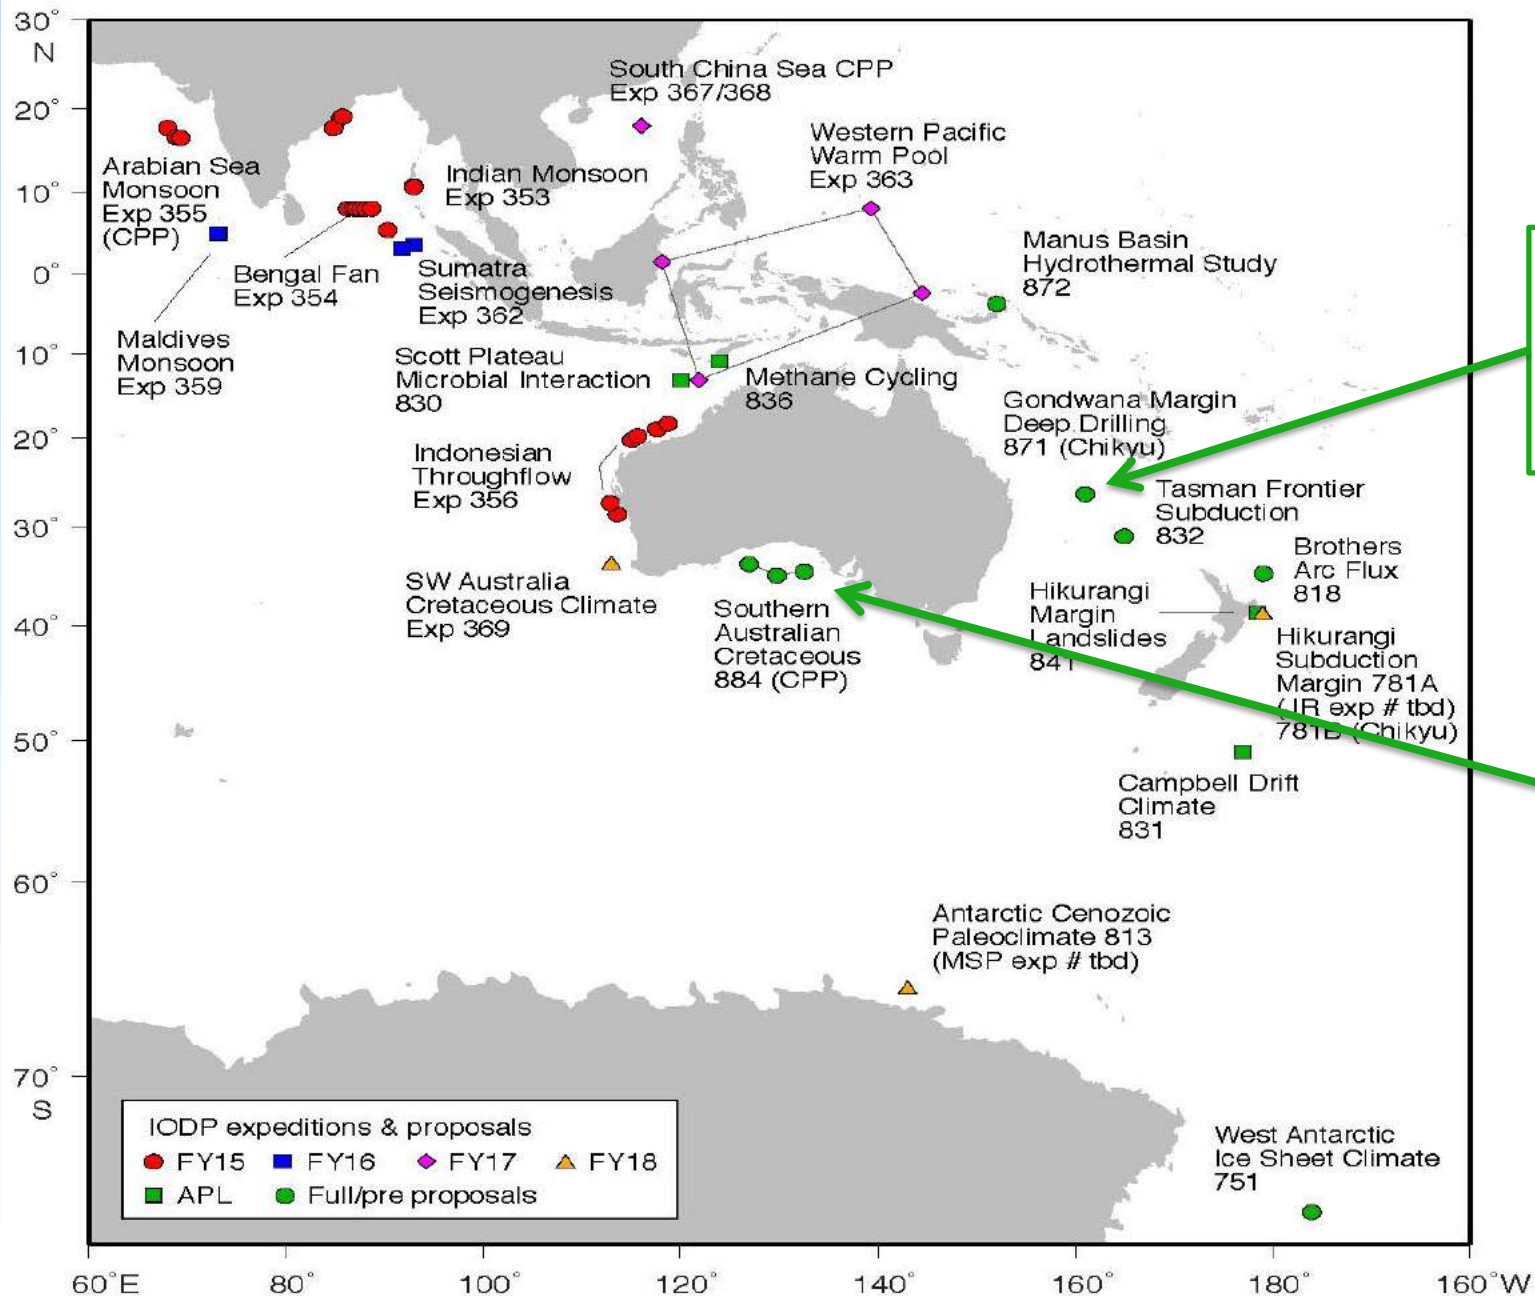 30°
N
20°
10°
0°
10°
20°
30°
40°
50°
60°
70°
S
South China Sea CPP
Exp 367/368
Western Pacific
Warm Pool
Exp 363
Arabian Sea
Monsoon
Exp 355
(CPP)
Indian Monsoon
Exp 353
Manus Basin
Hydrothermal Study
872
Bengal Fan
Exp 354
Sumatra
Seismogenesis
Exp 362
Maldives
Monsoon
Exp 359
Scott Plateau
Microbial Interaction
830
Methane Cycling
836
Gondwana Margin
Deep Drilling
871 (Chikyu)
Indonesian
Throughflow
Exp 356
Tasman Frontier
Subduction
832
Brothers
Arc Flux
818
SW Australia
Cretaceous Climate
Exp 369
Southern
Australian
Cretaceous
884 (CPP)
Hikurangi
Margin
Landslides
841
Hikurangi
Subduction
Margin 781A
(JR exp # tbd)
781B (Chikyu)
Campbell Drift
Climate
831
Antarctic Cenozoic
Paleoclimate 813
(MSP exp # tbd)
West Antarctic
Ice Sheet Climate
751
IODP expeditions & proposals
FY15 FY16 FY17 FY18
APL Full/pre proposals
60°E 80° 100° 120° 140° 160° 180° 160°W